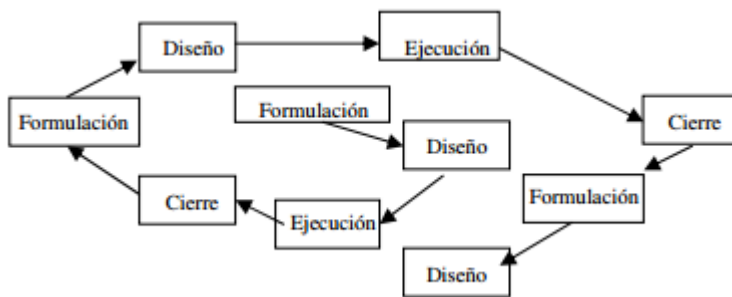 Diseño
Ejecución
Formulación
Formulación
Cierre
Diseño
Cierre
Ejecución
Formulación
Diseño